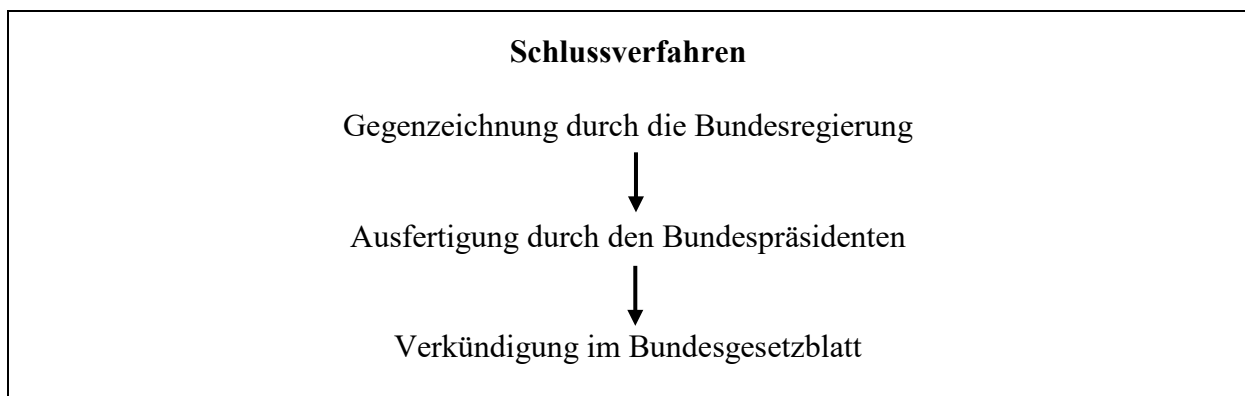 Schlussverfahren
Gegenzeichnung durch die Bundesregierung
Ausfertigung durch den Bundespräsidenten
Verkündigung im Bundesgesetzblatt